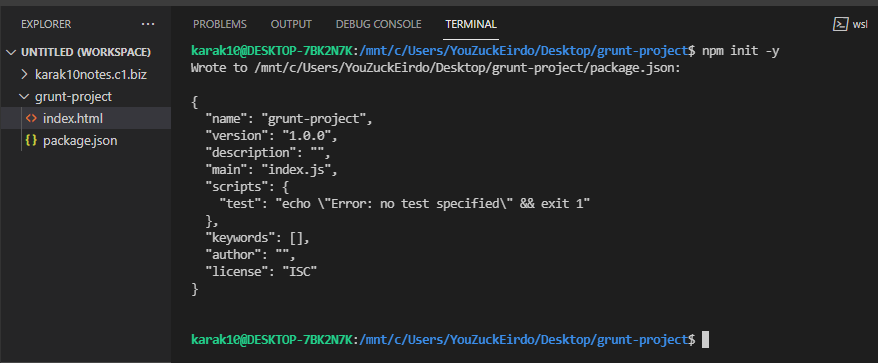 EXPLORER
UNTITLED (WORKSPACE)
karak10notes.c1.biz
grunt-project
index.html
package.json
PROBLEMS OUTPUT DEBUG CONSOLE TERMINAL wsl
karak10@DESKTOP-7BK2N7K:/mnt/c/Users/YouZuckEirdo/Desktop/grunt-project$ npm init -y
Wrote to /mnt/c/Users/YouZuckEirdo/Desktop/grunt-project/package.json:
{
"name": "grunt-project",
"version": "1.0.0",
"description": "",
"main": "index.js",
"scripts": {
"test": "echo \"Error: no test specified\" && exit 1"
},
"keywords": [],
"author": "",
"license": "ISC"
}
karak10@DESKTOP-7BK2N7K:/mnt/c/Users/YouZuckEirdo/Desktop/grunt-project$